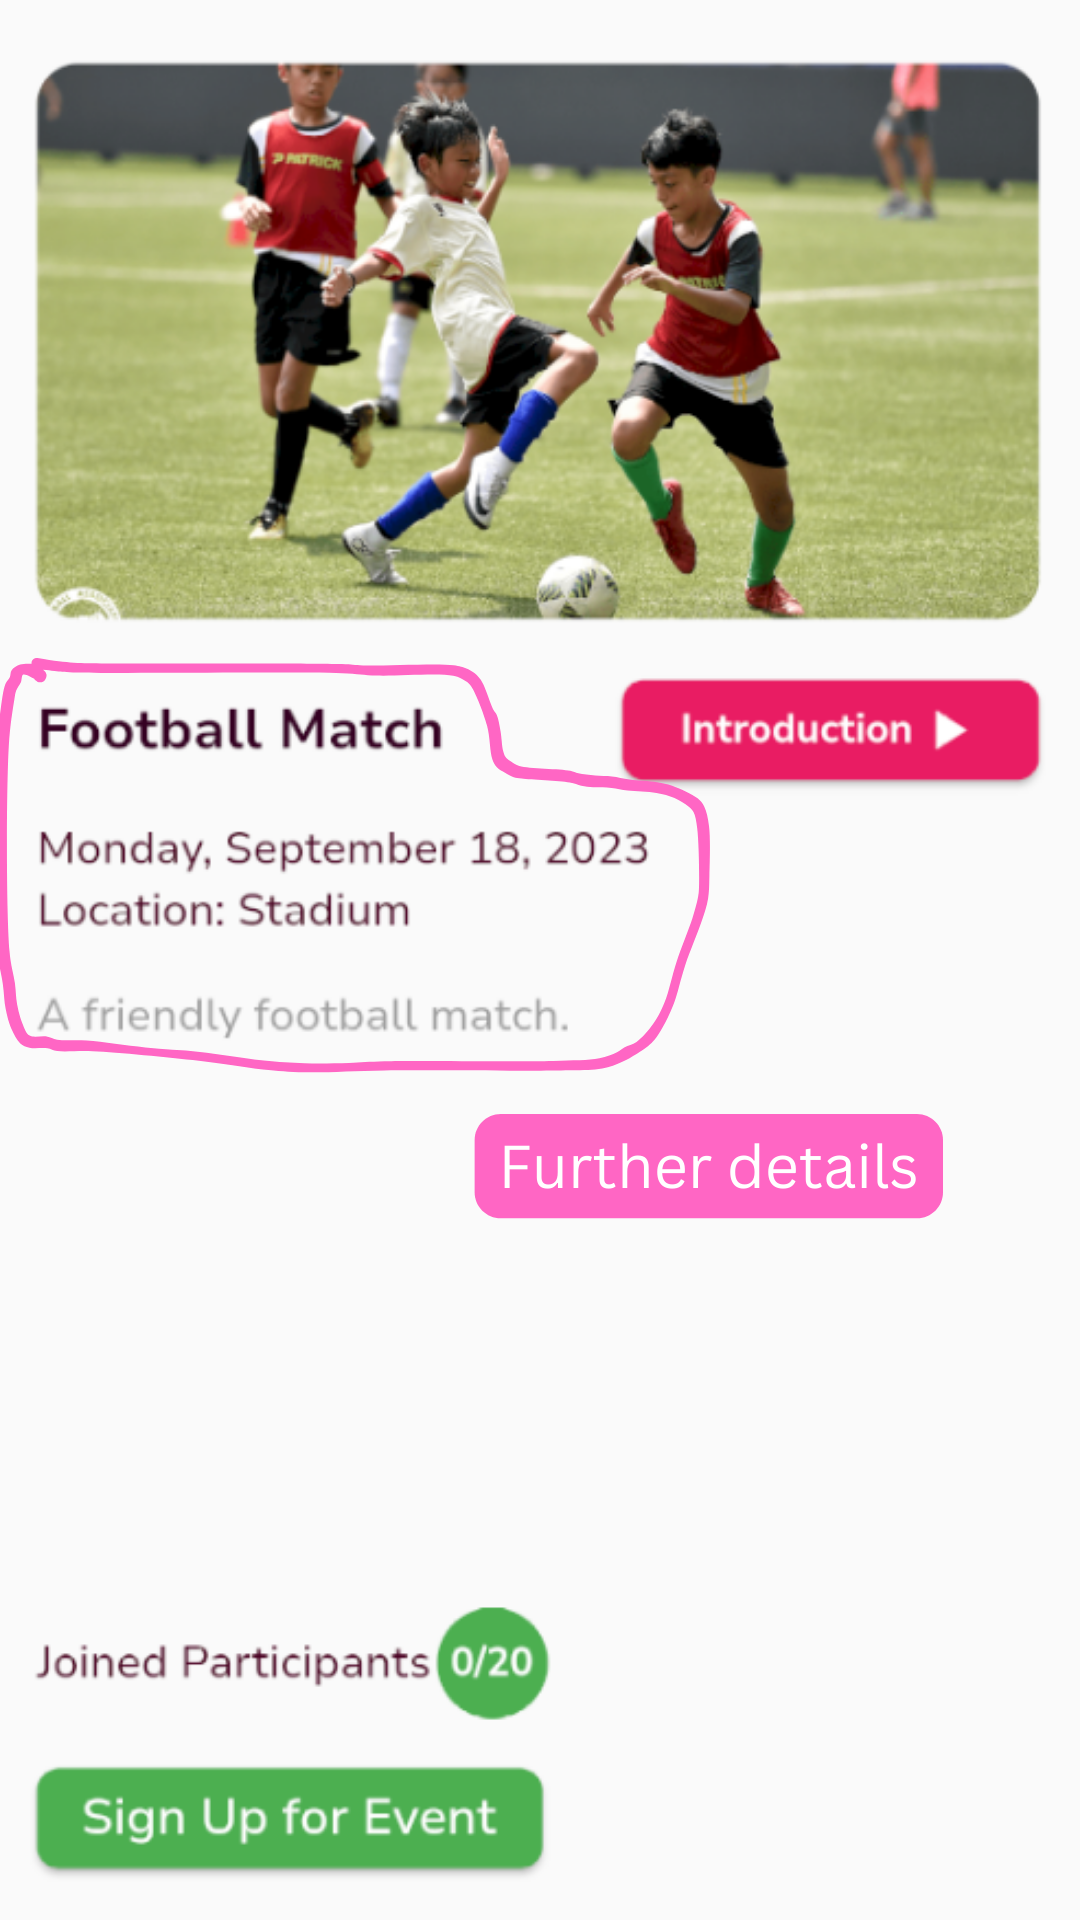 PATRICK
Football Match
Introduction
Monday, September 18, 2023
Location: Stadium
A friendly football match.
Further details
Joined Participants 0/20
Sign Up for Event